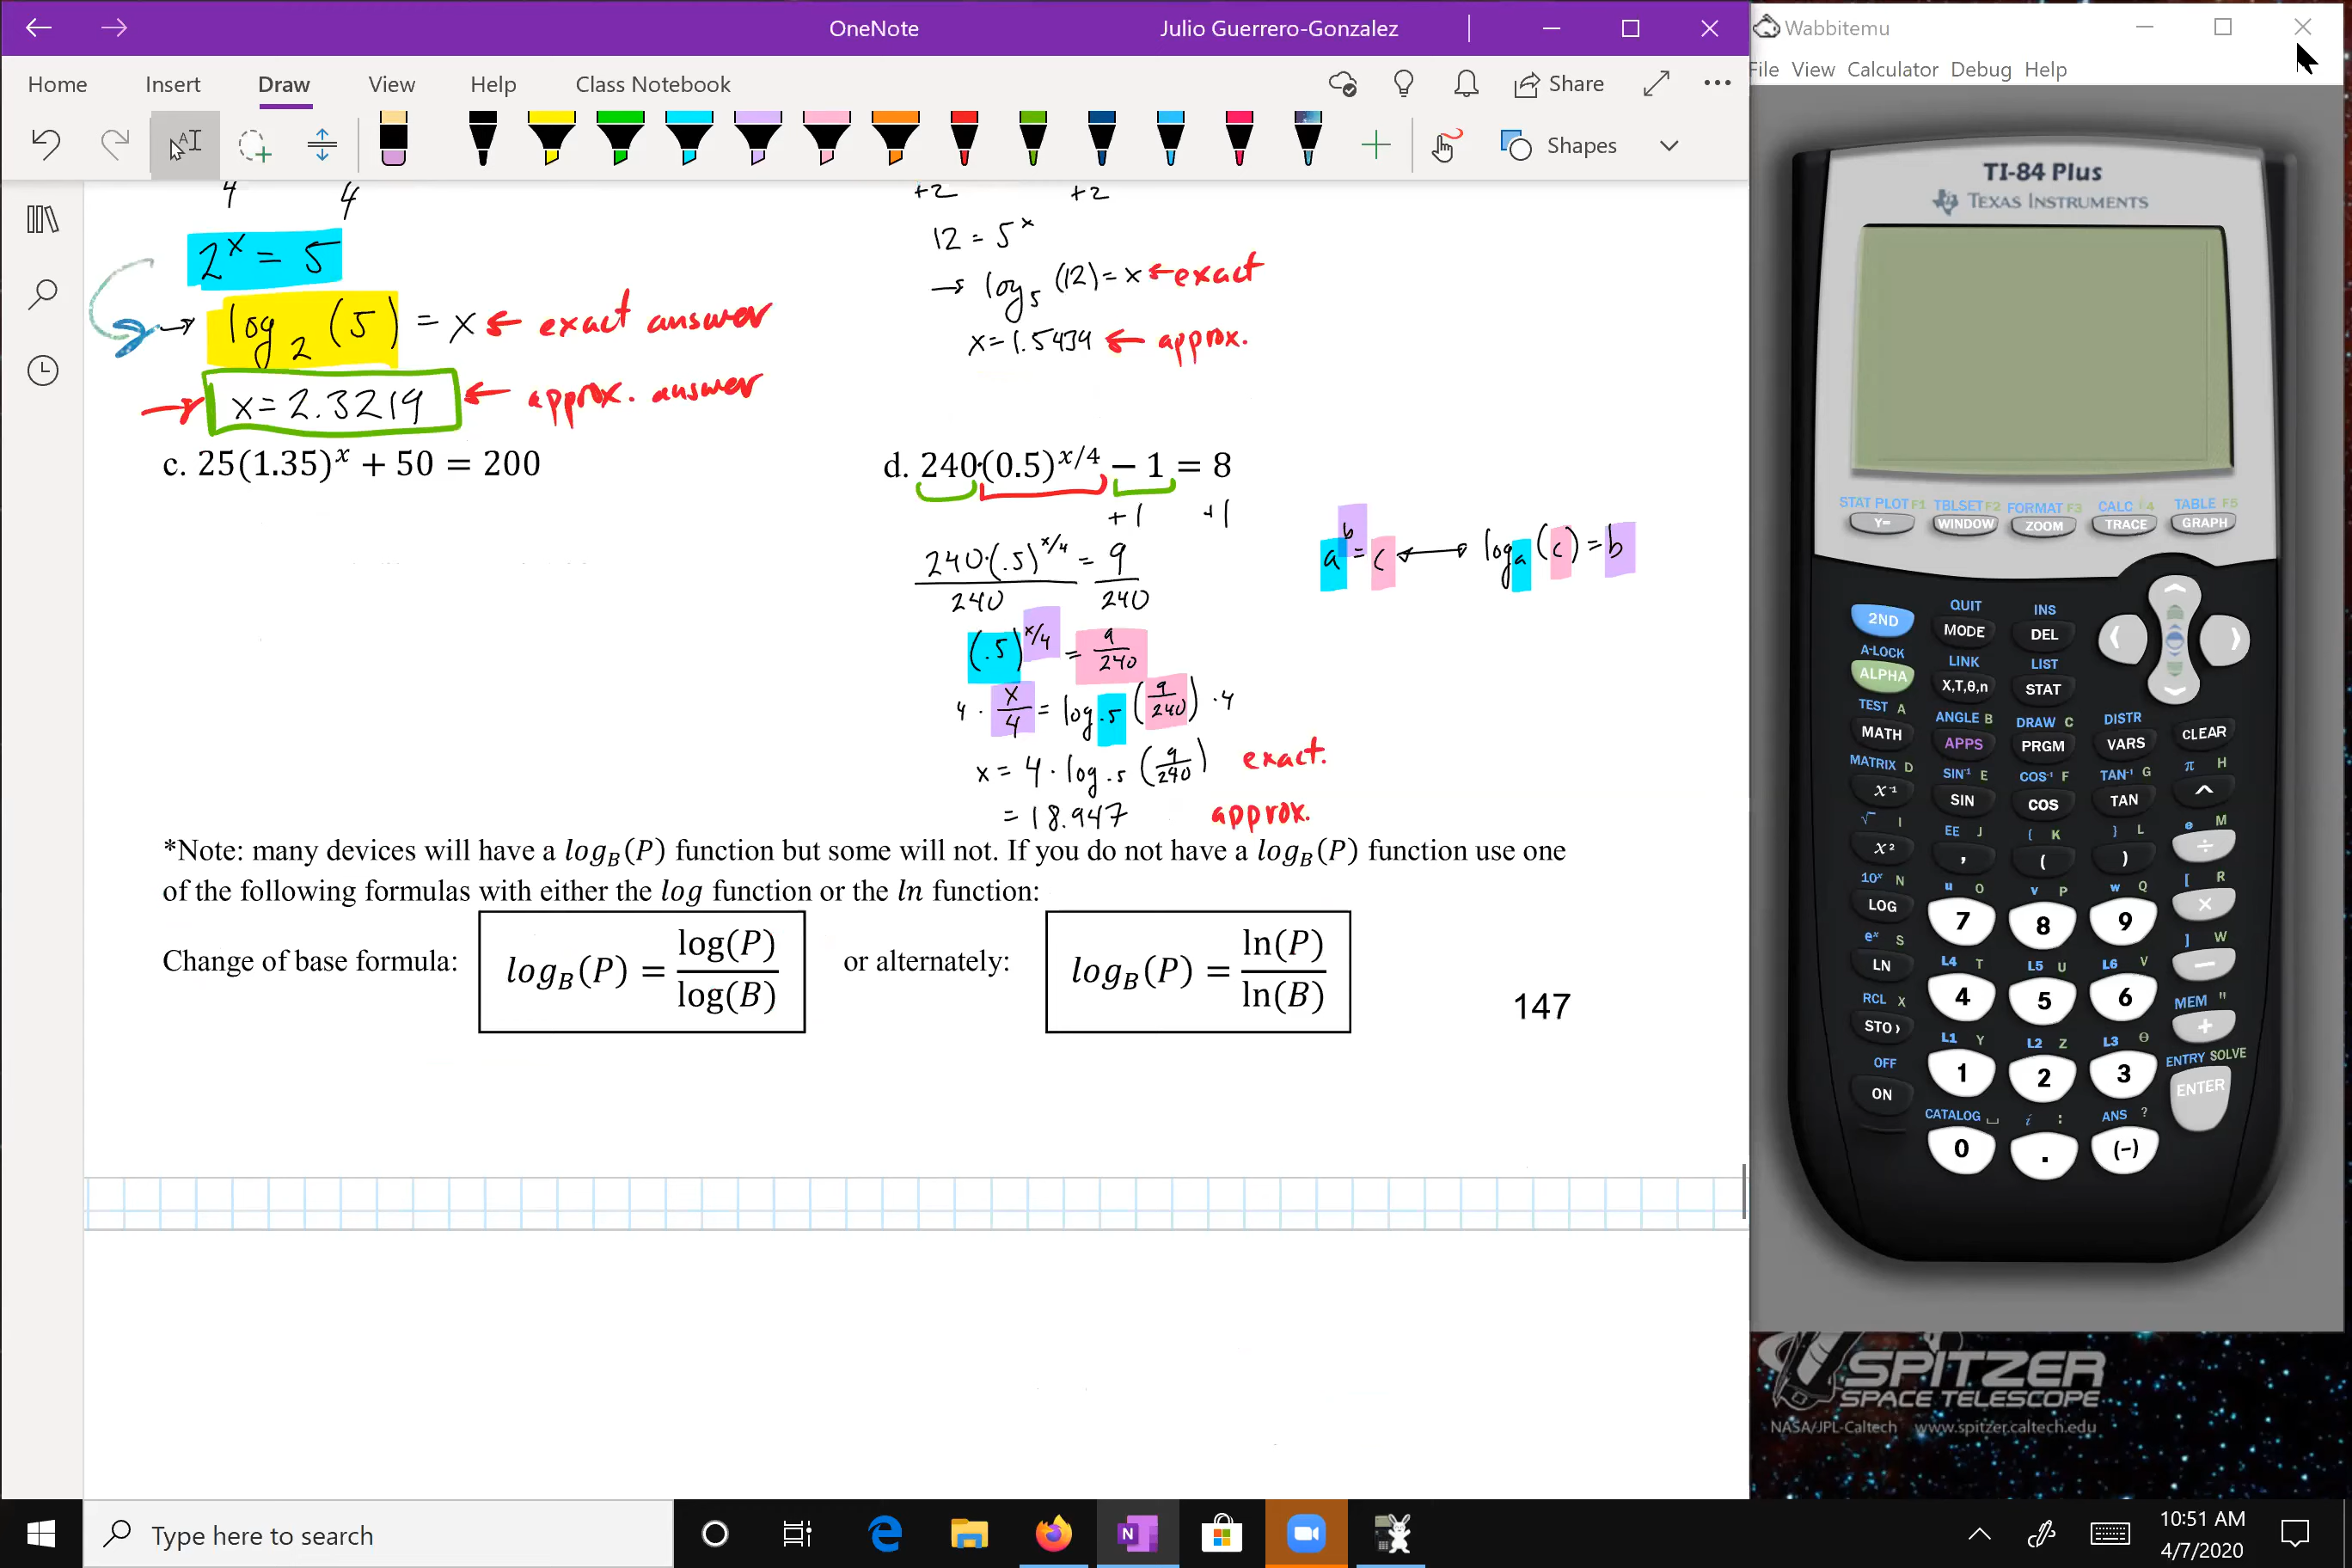 OneNote
Julio Guerrero-Gonzalez
Home Insert Draw View Help Class Notebook Share
Shapes
4 4
2^x = 5
→ log_2 (5) = x ← exact answer
→ x = 2.3219 ← approx. answer
+2 +2
12 = 5^x
→ log_5 (12) = x ← exact
x = 1.5439 ← approx.
c. 25(1.35)^x + 50 = 200
d. 240·(0.5)^{x/4} − 1 = 8
+1 +1
240·(.5)^{x/4} = 9
240 240
(.5)^{x/4} = 9/240
4 · x/4 = log_{.5} (9/240) · 4
x = 4 · log_{.5} (9/240) exact.
= 18.947 approx.
a^b = c ↔ log_a (c) = b
*Note: many devices will have a log_B(P) function but some will not. If you do not have a log_B(P) function use one
of the following formulas with either the log function or the ln function:
Change of base formula: log_B(P) = log(P)/log(B) or alternately: log_B(P) = ln(P)/ln(B)
147
Wabbitemu
File View Calculator Debug Help
TI-84 Plus
TEXAS INSTRUMENTS
STAT PLOT F1 TBLSET F2 FORMAT F3 CALC F4 TABLE F5
Y= WINDOW ZOOM TRACE GRAPH
QUIT INS
2ND MODE DEL
A-LOCK LINK LIST
ALPHA X,T,θ,n STAT
TEST A ANGLE B DRAW C DISTR
MATH APPS PRGM VARS CLEAR
MATRIX D SIN⁻¹ E COS⁻¹ F TAN⁻¹ G π H
x⁻¹ SIN COS TAN ^
√ I EE J { K } L e M
x² , ( ) ÷
10ˣ N u O v P w Q [ R
LOG 7 8 9 ×
eˣ S L4 T L5 U L6 V ] W
LN 4 5 6 −
RCL X L1 Y L2 Z L3 θ MEM "
STO› 1 2 3 +
OFF ENTRY SOLVE
ON ENTER
CATALOG ⎵ i : ANS ?
0 . (−)
SPITZER
SPACE TELESCOPE
NASA/JPL-Caltech www.spitzer.caltech.edu
Type here to search
N
10:51 AM
4/7/2020